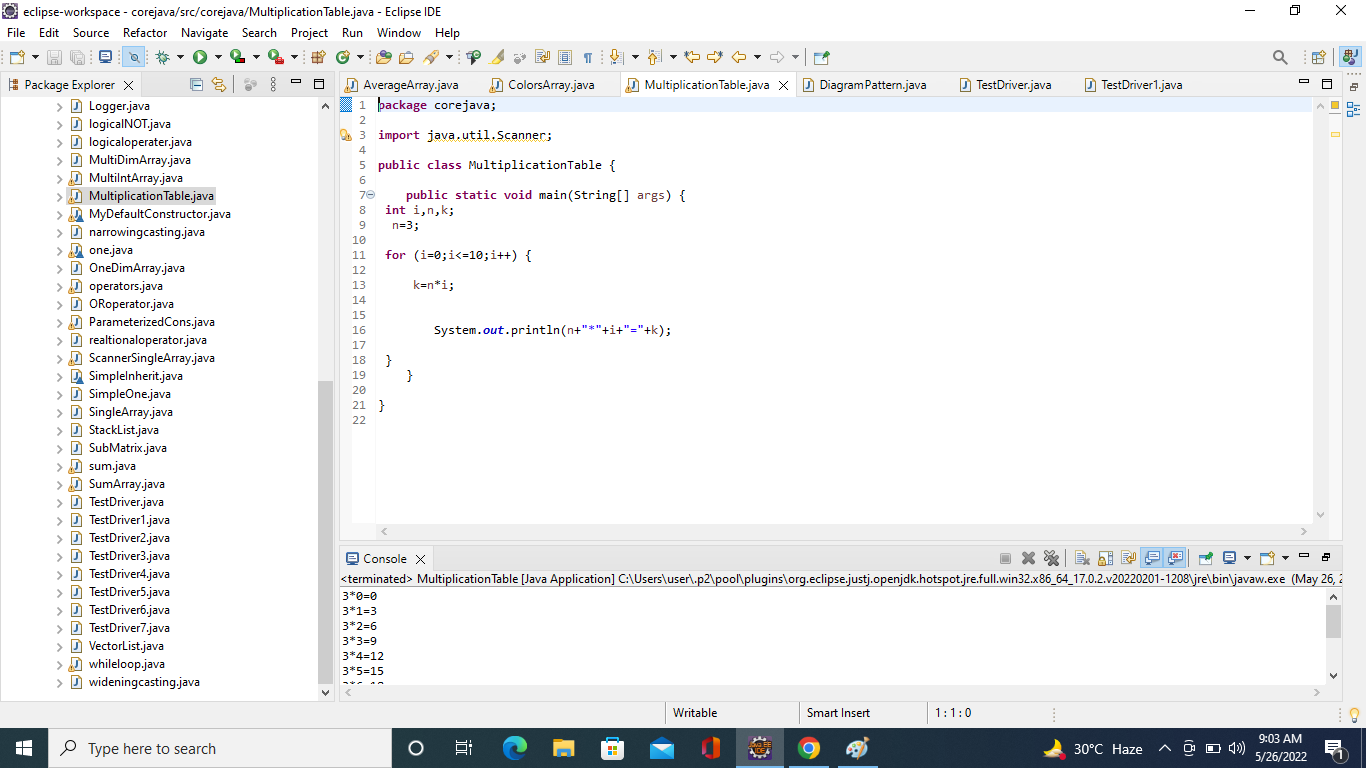 eclipse-workspace - corejava/src/corejava/MultiplicationTable.java - Eclipse IDE
File Edit Source Refactor Navigate Search Project Run Window Help
Package Explorer
AverageArray.java ColorsArray.java MultiplicationTable.java DiagramPattern.java TestDriver.java TestDriver1.java
Logger.java
logicalNOT.java
logicaloperater.java
MultiDimArray.java
MultiIntArray.java
MultiplicationTable.java
MyDefaultConstructor.java
narrowingcasting.java
one.java
OneDimArray.java
operators.java
ORoperator.java
ParameterizedCons.java
realtionaloperator.java
ScannerSingleArray.java
SimpleInherit.java
SimpleOne.java
SingleArray.java
StackList.java
SubMatrix.java
sum.java
SumArray.java
TestDriver.java
TestDriver1.java
TestDriver2.java
TestDriver3.java
TestDriver4.java
TestDriver5.java
TestDriver6.java
TestDriver7.java
VectorList.java
whileloop.java
wideningcasting.java
1 package corejava;
2
3 import java.util.Scanner;
4
5 public class MultiplicationTable {
6
7 public static void main(String[] args) {
8 int i,n,k;
9 n=3;
10
11 for (i=0;i<=10;i++) {
12
13 k=n*i;
14
15
16 System.out.println(n+"*"+i+"="+k);
17
18 }
19 }
20
21 }
22
Console
<terminated> MultiplicationTable [Java Application] C:\Users\user\.p2\pool\plugins\org.eclipse.justj.openjdk.hotspot.jre.full.win32.x86_64_17.0.2.v20220201-1208\jre\bin\javaw.exe (May 26, 2
3*0=0
3*1=3
3*2=6
3*3=9
3*4=12
3*5=15
3*6=18
Writable Smart Insert 1 : 1 : 0
Type here to search
30°C Haze
9:03 AM
5/26/2022
1